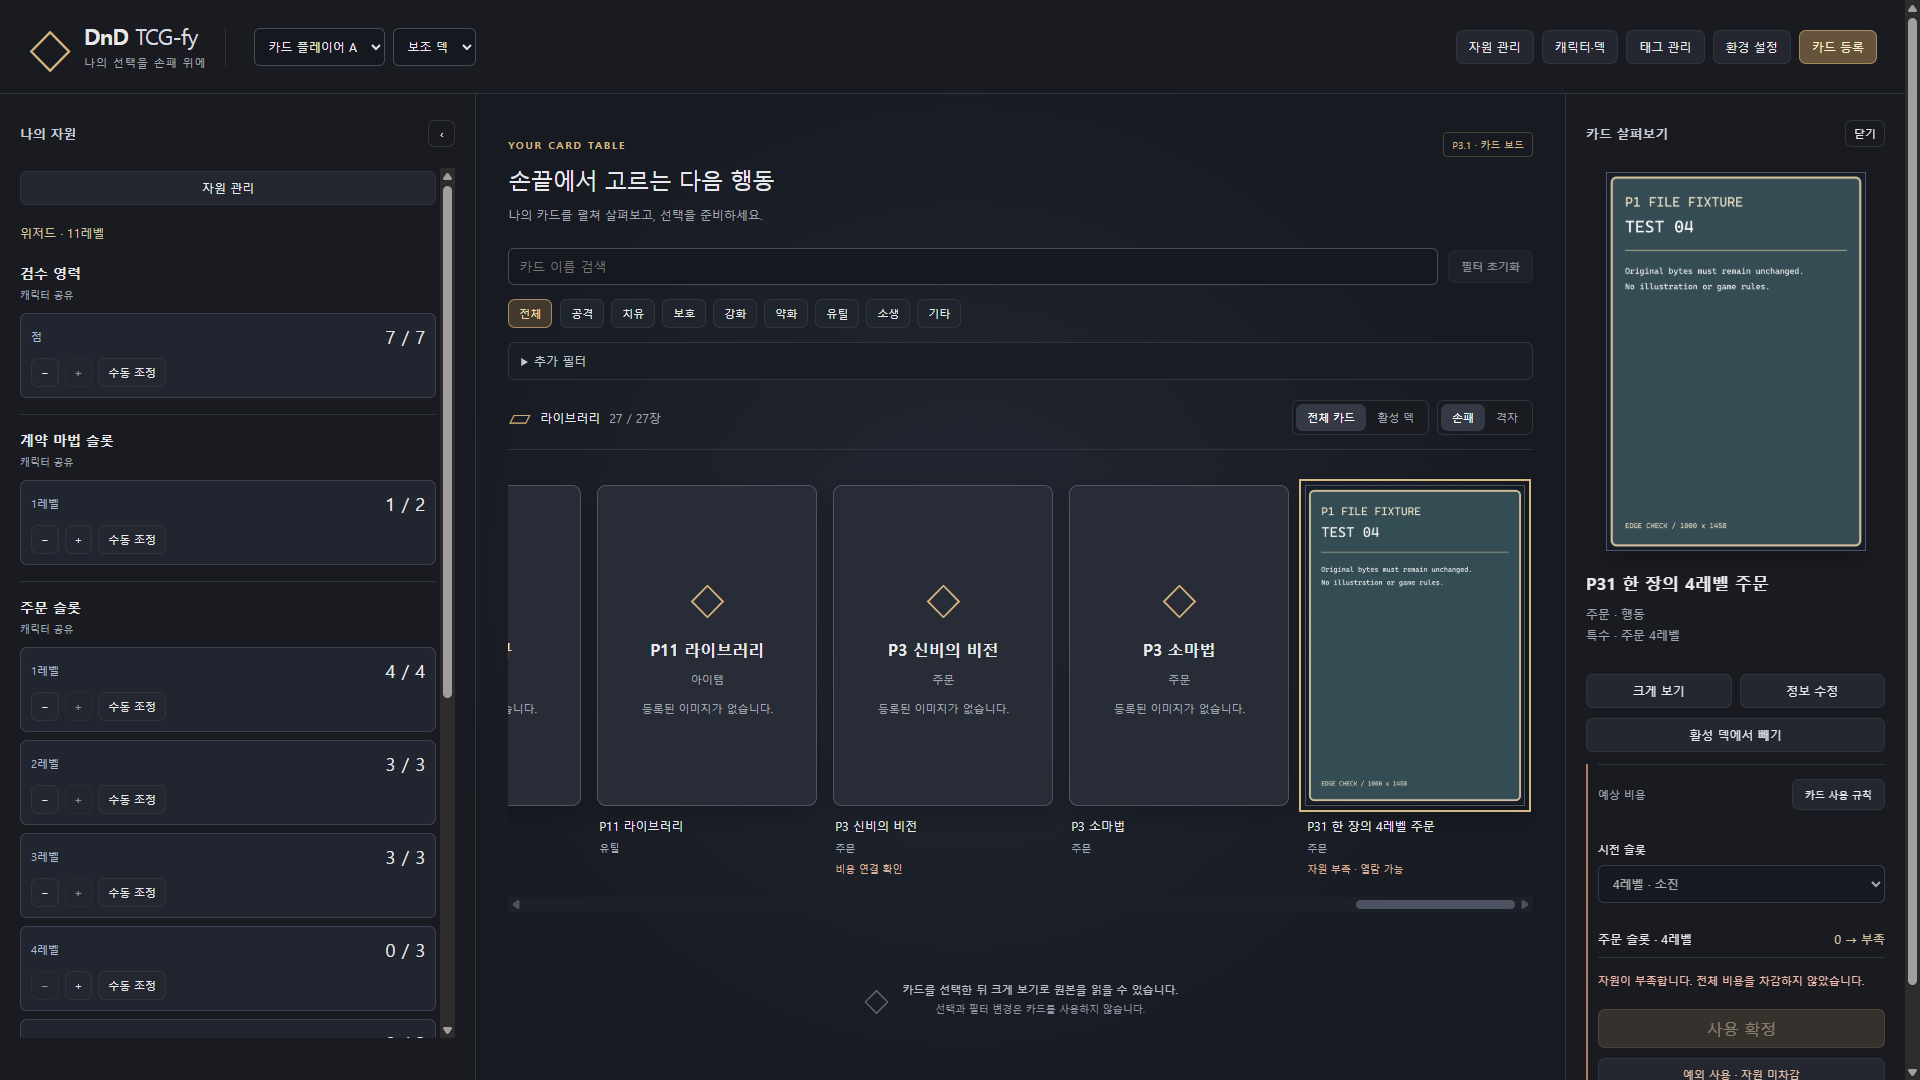 DnD TCG-fy
나의 선택을 손패 위에
카드 플레이어 A
보조 덱
자원 관리
캐릭터·덱
태그 관리
환경 설정
카드 등록
나의 자원
‹
자원 관리
위저드 · 11레벨
검수 영력
캐릭터 공유
점
7 / 7
−
+
수동 조정
계약 마법 슬롯
캐릭터 공유
1레벨
1 / 2
−
+
수동 조정
주문 슬롯
캐릭터 공유
1레벨
4 / 4
−
+
수동 조정
2레벨
3 / 3
−
+
수동 조정
3레벨
3 / 3
−
+
수동 조정
4레벨
0 / 3
−
+
수동 조정
YOUR CARD TABLE
P3.1 · 카드 보드
손끝에서 고르는 다음 행동
나의 카드를 펼쳐 살펴보고, 선택을 준비하세요.
카드 이름 검색
필터 초기화
전체
공격
치유
보호
강화
약화
유틸
소생
기타
▶ 추가 필터
라이브러리 27 / 27장
전체 카드
활성 덱
손패
격자
습니다.
P11 라이브러리
아이템
등록된 이미지가 없습니다.
P11 라이브러리
유틸
P3 신비의 비전
주문
등록된 이미지가 없습니다.
P3 신비의 비전
주문
비용 연결 확인
P3 소마법
주문
등록된 이미지가 없습니다.
P3 소마법
주문
P1 FILE FIXTURE
TEST 04
Original bytes must remain unchanged.
No illustration or game rules.
EDGE CHECK / 1000 x 1458
P31 한 장의 4레벨 주문
주문
자원 부족 · 열람 가능
카드를 선택한 뒤 크게 보기로 원본을 읽을 수 있습니다.
선택과 필터 변경은 카드를 사용하지 않습니다.
카드 살펴보기
닫기
P1 FILE FIXTURE
TEST 04
Original bytes must remain unchanged.
No illustration or game rules.
EDGE CHECK / 1000 x 1458
P31 한 장의 4레벨 주문
주문 · 행동
특수 · 주문 4레벨
크게 보기
정보 수정
활성 덱에서 빼기
예상 비용
카드 사용 규칙
시전 슬롯
4레벨 · 소진
주문 슬롯 · 4레벨
0 → 부족
자원이 부족합니다. 전체 비용을 차감하지 않았습니다.
사용 확정
예외 사용 · 자원 미차감